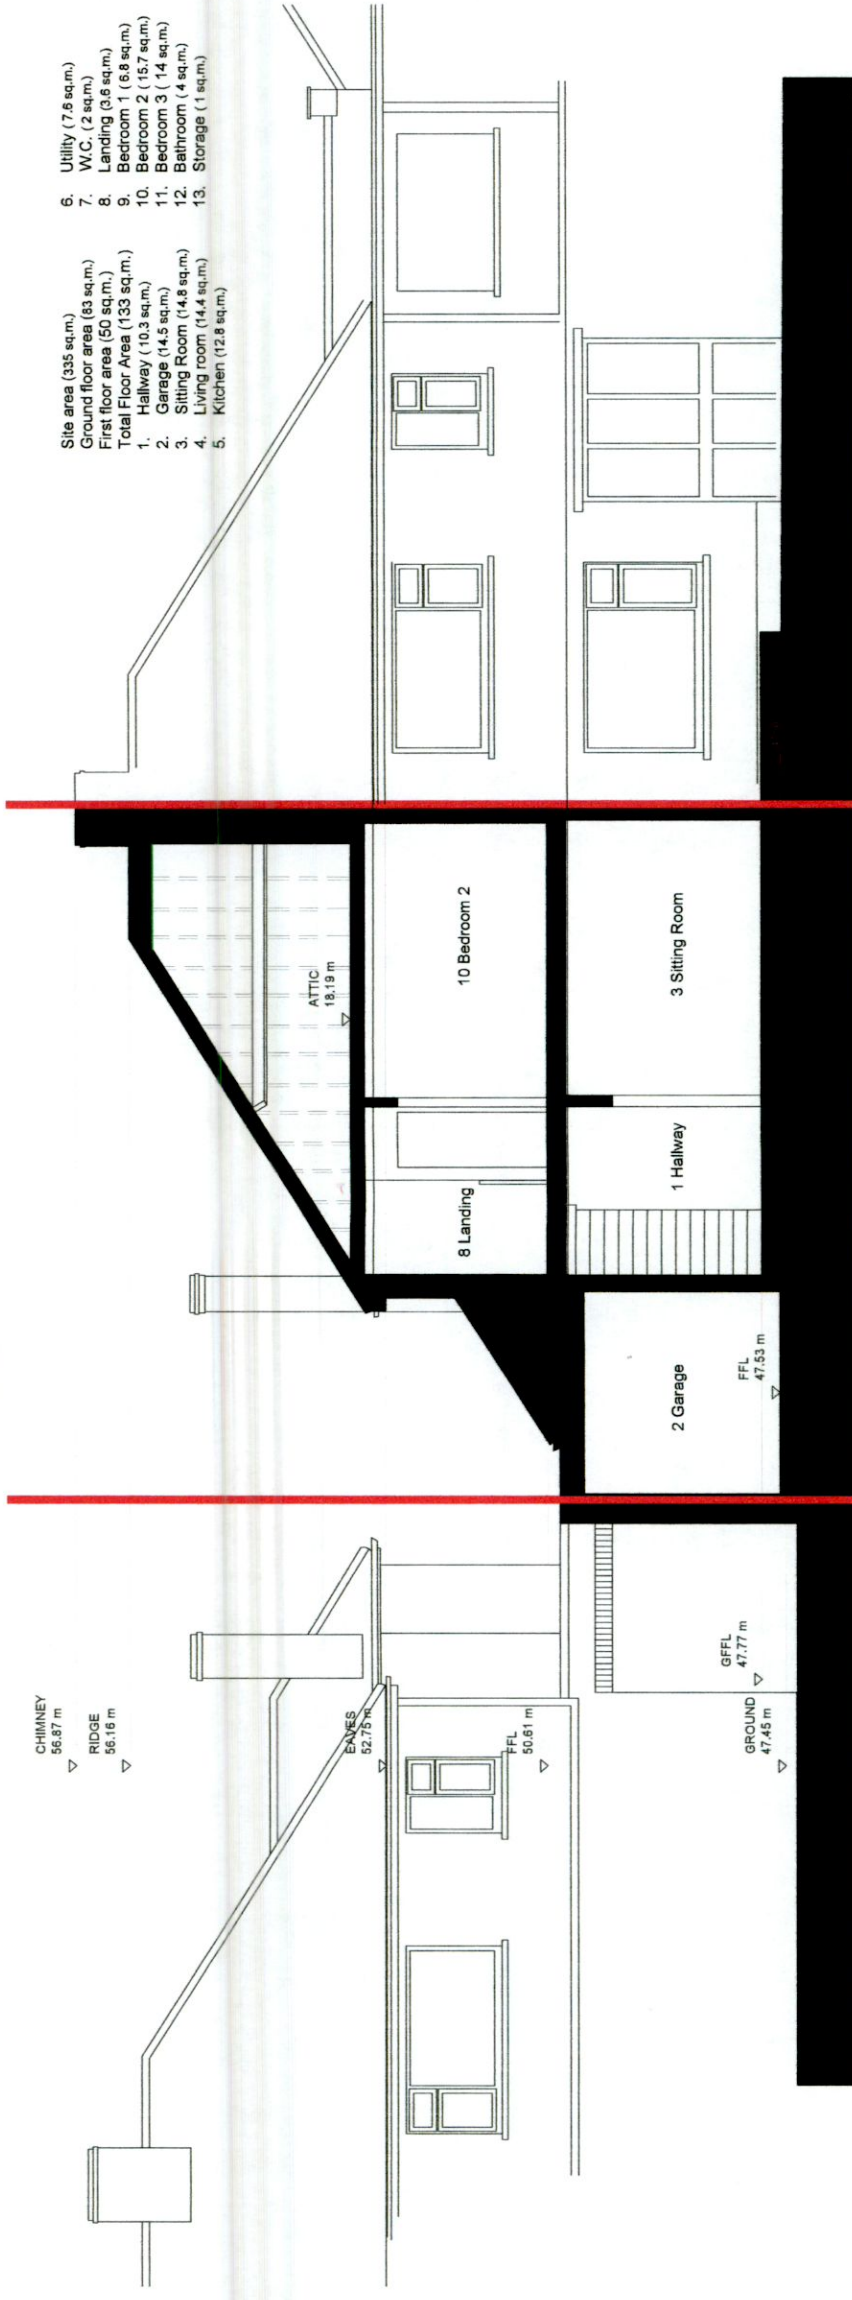 Site area (335 sq.m.)
Ground floor area (83 sq.m.)
First floor area (50 sq.m.)
Total Floor Area (133 sq.m.)
1. Hallway (10.3 sq.m.)
2. Garage (14.5 sq.m.)
3. Sitting Room (14.8 sq.m.)
4. Living room (14.4 sq.m.)
5. Kitchen (12.8 sq.m.)
6. Utility (7.6 sq.m.)
7. W.C. (2 sq.m.)
8. Landing (3.6 sq.m.)
9. Bedroom 1 (6.8 sq.m.)
10. Bedroom 2 (15.7 sq.m.)
11. Bedroom 3 (14 sq.m.)
12. Bathroom (4 sq.m.)
13. Storage (1 sq.m.)
CHIMNEY
56.87 m
RIDGE
56.16 m
EAVES
52.75 m
FFL
50.61 m
GFFL
47.77 m
GROUND
47.45 m
ATTIC
18.19 m
8 Landing
10 Bedroom 2
2 Garage
FFL
47.53 m
1 Hallway
3 Sitting Room